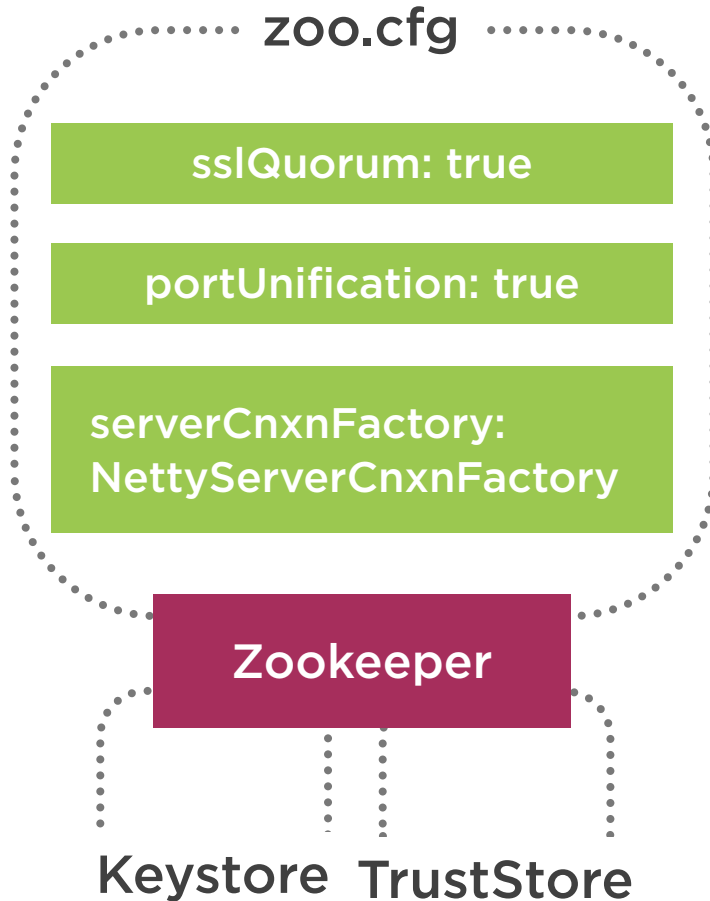 zoo.cfg
sslQuorum: true
portUnification: true
serverCnxnFactory:
NettyServerCnxnFactory
Zookeeper
Keystore TrustStore